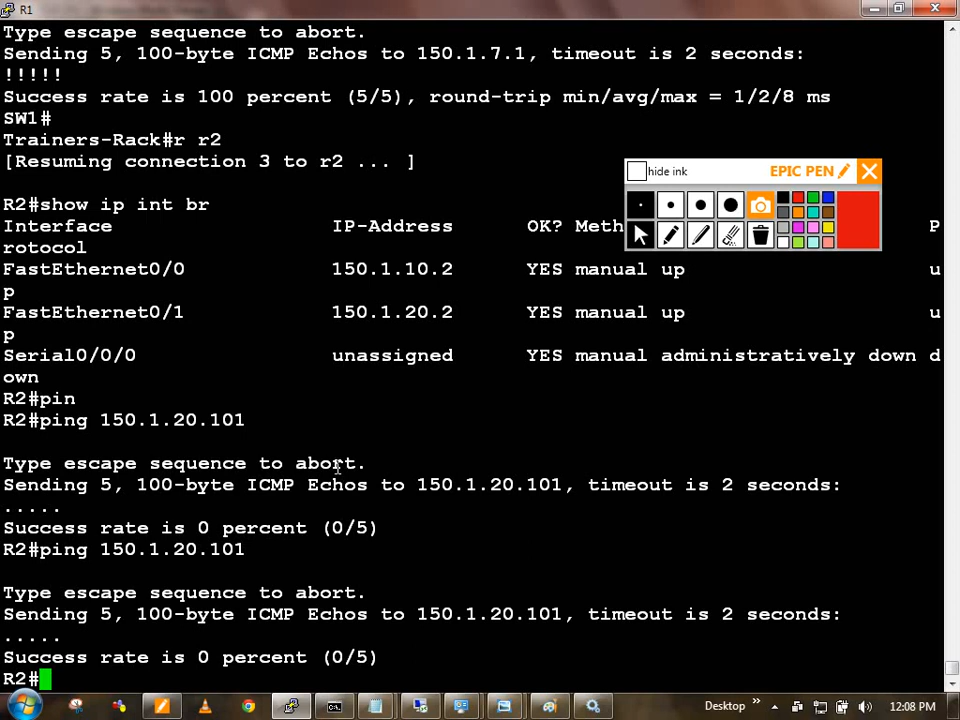 R1
Type escape sequence to abort.
Sending 5, 100-byte ICMP Echos to 150.1.7.1, timeout is 2 seconds:
!!!!!
Success rate is 100 percent (5/5), round-trip min/avg/max = 1/2/8 ms
SW1#
Trainers-Rack#r r2
[Resuming connection 3 to r2 ... ]
hide ink EPIC PEN
R2#show ip int br
Interface IP-Address OK? Meth P
rotocol
FastEthernet0/0 150.1.10.2 YES manual up u
p
FastEthernet0/1 150.1.20.2 YES manual up u
p
Serial0/0/0 unassigned YES manual administratively down d
own
R2#pin
R2#ping 150.1.20.101
Type escape sequence to abort.
Sending 5, 100-byte ICMP Echos to 150.1.20.101, timeout is 2 seconds:
.....
Success rate is 0 percent (0/5)
R2#ping 150.1.20.101
Type escape sequence to abort.
Sending 5, 100-byte ICMP Echos to 150.1.20.101, timeout is 2 seconds:
.....
Success rate is 0 percent (0/5)
R2#
Desktop » 12:08 PM